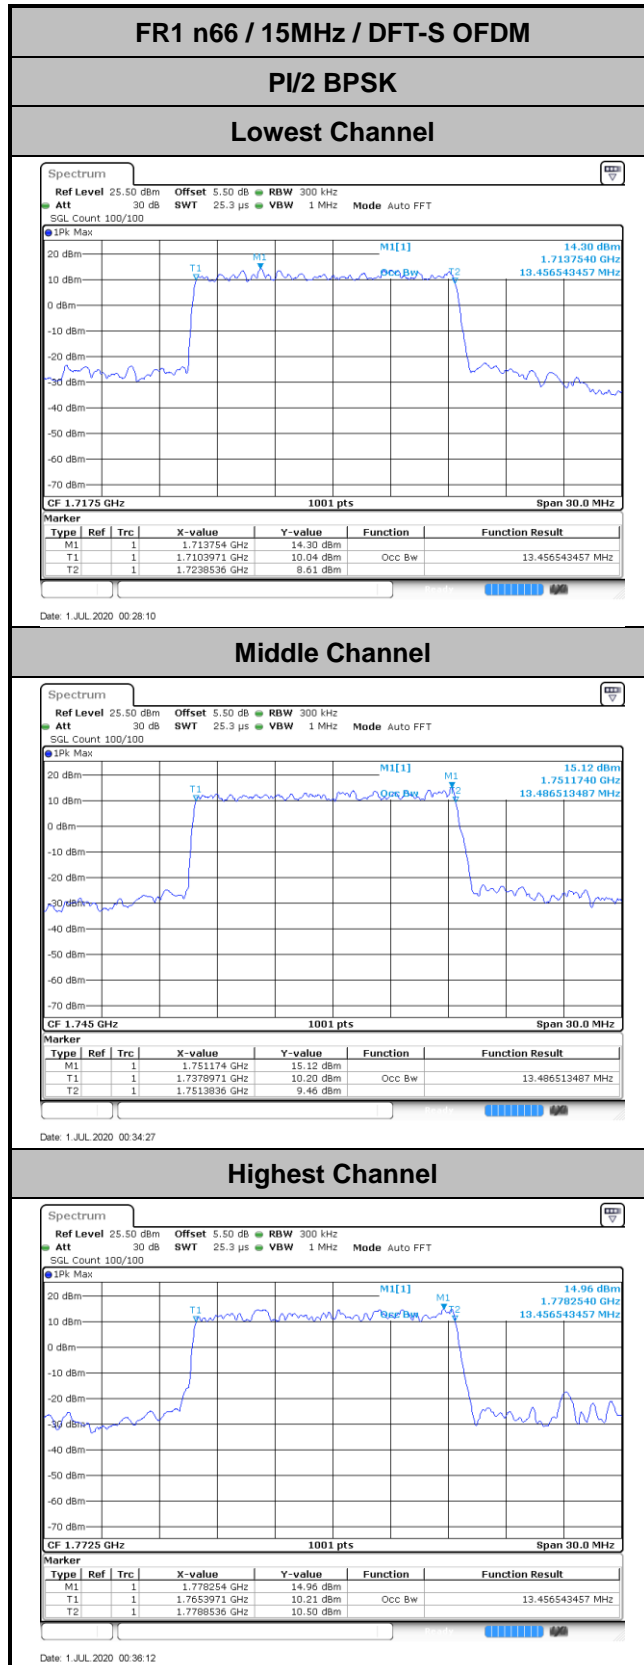 FR1 n66 / 15MHz / DFT-S OFDM
PI/2 BPSK
Lowest Channel
Spectrum
Ref Level 25.50 dBm Offset 5.50 dB RBW 300 kHz
Att 30 dB SWT 25.3 µs VBW 1 MHz Mode Auto FFT
SGL Count 100/100
1Pk Max
M1[1] 14.30 dBm
1.7137540 GHz
Occ Bw 13.456543457 MHz
M1
T1
T2
20 dBm
10 dBm
0 dBm
-10 dBm
-20 dBm
-30 dBm
-40 dBm
-50 dBm
-60 dBm
-70 dBm
CF 1.7175 GHz 1001 pts Span 30.0 MHz
Marker
Type Ref Trc X-value Y-value Function Function Result
M1 1 1.713754 GHz 14.30 dBm
T1 1 1.7103971 GHz 10.04 dBm Occ Bw 13.456543457 MHz
T2 1 1.7238536 GHz 8.61 dBm
Ready
Date: 1.JUL.2020 00:28:10
Middle Channel
Spectrum
Ref Level 25.50 dBm Offset 5.50 dB RBW 300 kHz
Att 30 dB SWT 25.3 µs VBW 1 MHz Mode Auto FFT
SGL Count 100/100
1Pk Max
M1[1] 15.12 dBm
1.7511740 GHz
Occ Bw 13.486513487 MHz
M1
T1
T2
20 dBm
10 dBm
0 dBm
-10 dBm
-20 dBm
-30 dBm
-40 dBm
-50 dBm
-60 dBm
-70 dBm
CF 1.745 GHz 1001 pts Span 30.0 MHz
Marker
Type Ref Trc X-value Y-value Function Function Result
M1 1 1.751174 GHz 15.12 dBm
T1 1 1.7378971 GHz 10.20 dBm Occ Bw 13.486513487 MHz
T2 1 1.7513836 GHz 9.46 dBm
Ready
Date: 1.JUL.2020 00:34:27
Highest Channel
Spectrum
Ref Level 25.50 dBm Offset 5.50 dB RBW 300 kHz
Att 30 dB SWT 25.3 µs VBW 1 MHz Mode Auto FFT
SGL Count 100/100
1Pk Max
M1[1] 14.96 dBm
1.7782540 GHz
Occ Bw 13.456543457 MHz
M1
T1
T2
20 dBm
10 dBm
0 dBm
-10 dBm
-20 dBm
-30 dBm
-40 dBm
-50 dBm
-60 dBm
-70 dBm
CF 1.7725 GHz 1001 pts Span 30.0 MHz
Marker
Type Ref Trc X-value Y-value Function Function Result
M1 1 1.778254 GHz 14.96 dBm
T1 1 1.7653971 GHz 10.21 dBm Occ Bw 13.456543457 MHz
T2 1 1.7788536 GHz 10.50 dBm
Ready
Date: 1.JUL.2020 00:36:12